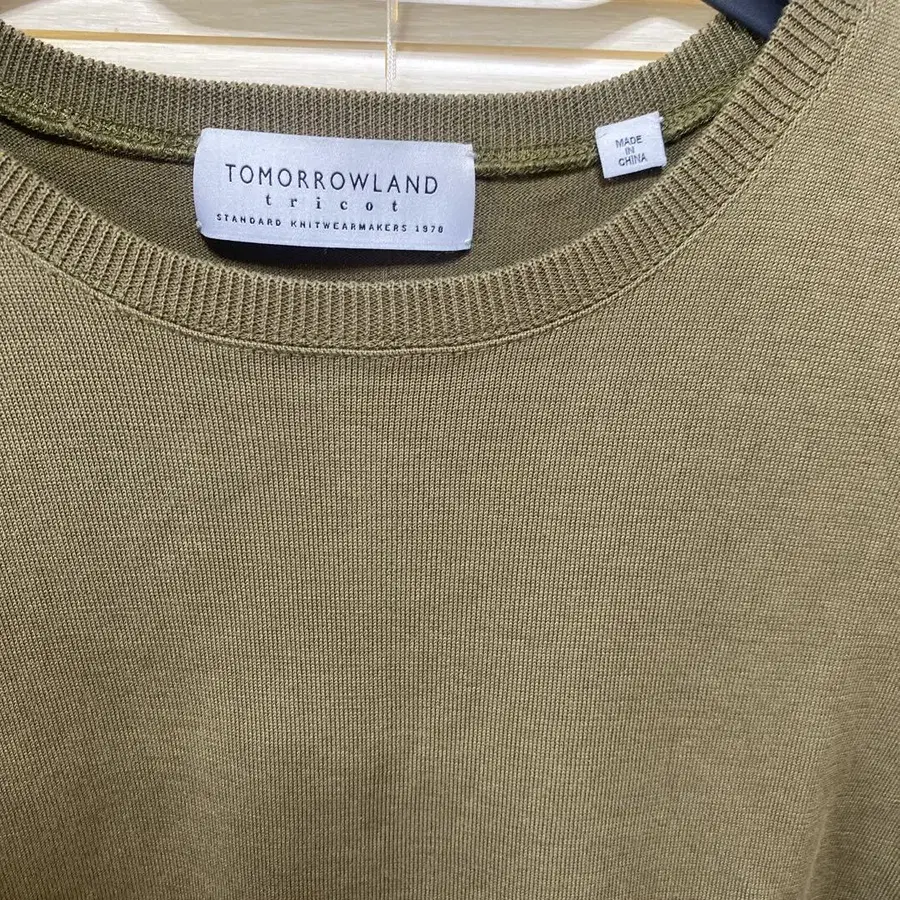 TOMORROWLAND
tricot
STANDARD KNITWEARMAKERS 1978
MADE
IN
CHINA